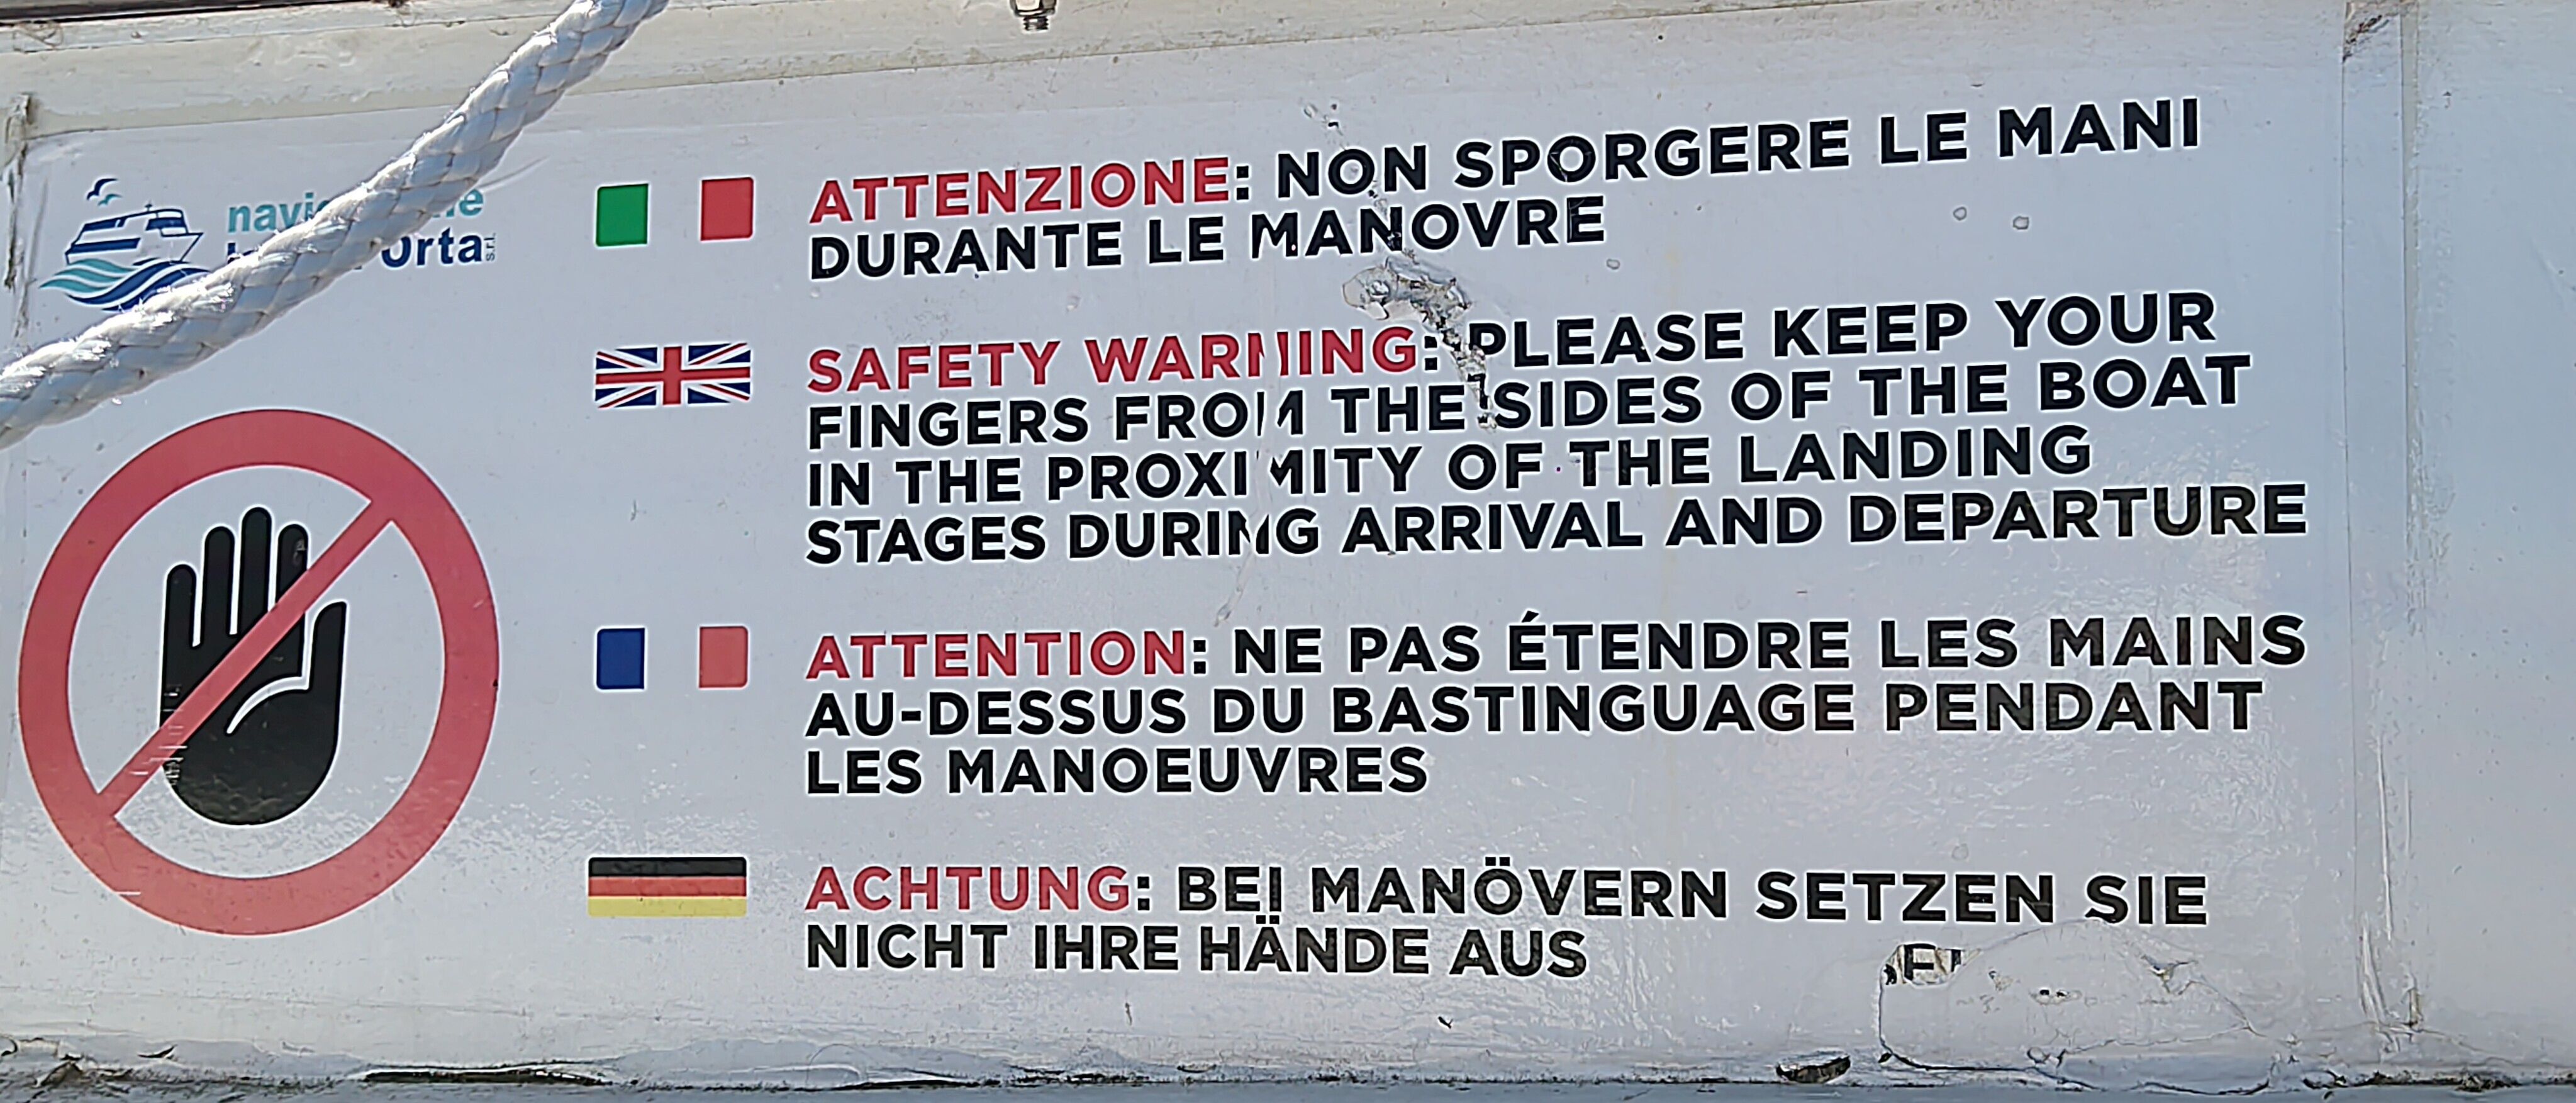 Orta s.r.l.
ATTENZIONE: NON SPORGERE LE MANI
DURANTE LE MANOVRE
SAFETY WARNING: PLEASE KEEP YOUR
FINGERS FROM THE SIDES OF THE BOAT
IN THE PROXIMITY OF THE LANDING
STAGES DURING ARRIVAL AND DEPARTURE
ATTENTION: NE PAS ÉTENDRE LES MAINS
AU-DESSUS DU BASTINGUAGE PENDANT
LES MANOEUVRES
ACHTUNG: BEI MANÖVERN SETZEN SIE
NICHT IHRE HÄNDE AUS